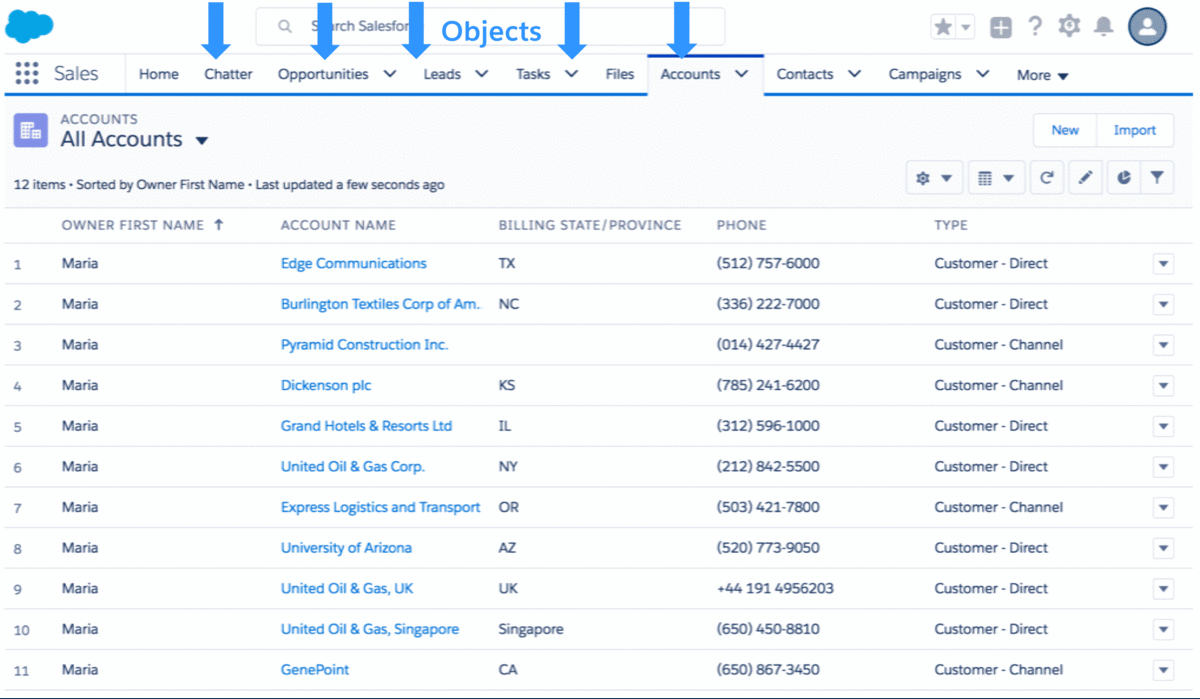 Search Salesfor
Objects
Sales Home Chatter Opportunities Leads Tasks Files Accounts Contacts Campaigns More
ACCOUNTS
All Accounts
New Import
12 items • Sorted by Owner First Name • Last updated a few seconds ago
OWNER FIRST NAME ↑ ACCOUNT NAME BILLING STATE/PROVINCE PHONE TYPE
1 Maria Edge Communications TX (512) 757-6000 Customer - Direct
2 Maria Burlington Textiles Corp of Am.. NC (336) 222-7000 Customer - Direct
3 Maria Pyramid Construction Inc. (014) 427-4427 Customer - Channel
4 Maria Dickenson plc KS (785) 241-6200 Customer - Channel
5 Maria Grand Hotels & Resorts Ltd IL (312) 596-1000 Customer - Direct
6 Maria United Oil & Gas Corp. NY (212) 842-5500 Customer - Direct
7 Maria Express Logistics and Transport OR (503) 421-7800 Customer - Channel
8 Maria University of Arizona AZ (520) 773-9050 Customer - Direct
9 Maria United Oil & Gas, UK UK +44 191 4956203 Customer - Direct
10 Maria United Oil & Gas, Singapore Singapore (650) 450-8810 Customer - Direct
11 Maria GenePoint CA (650) 867-3450 Customer - Channel